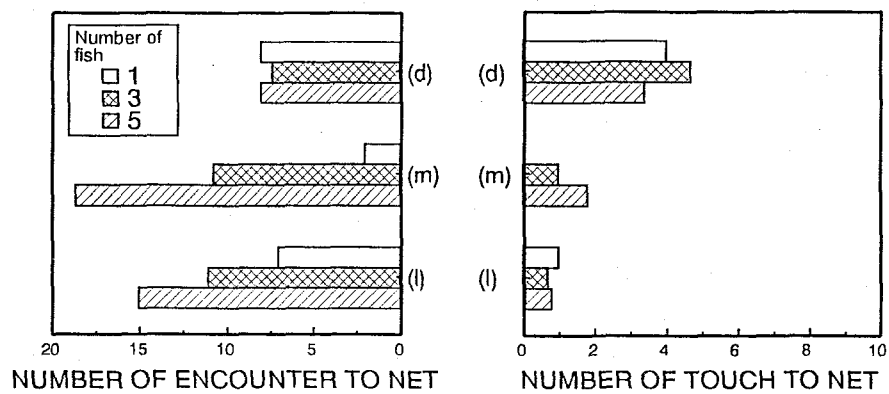 Number of
fish
1
3
5
(d)
(m)
(l)
20 15 10 5 0
NUMBER OF ENCOUNTER TO NET
(d)
(m)
(l)
0 2 4 6 8 10
NUMBER OF TOUCH TO NET